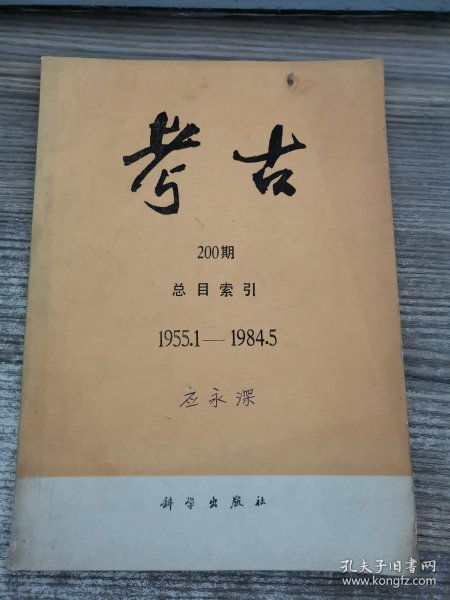 考古
200期
总目索引
1955.1—1984.5
应永深
科学出版社
孔夫子旧书网
www.kongfz.com